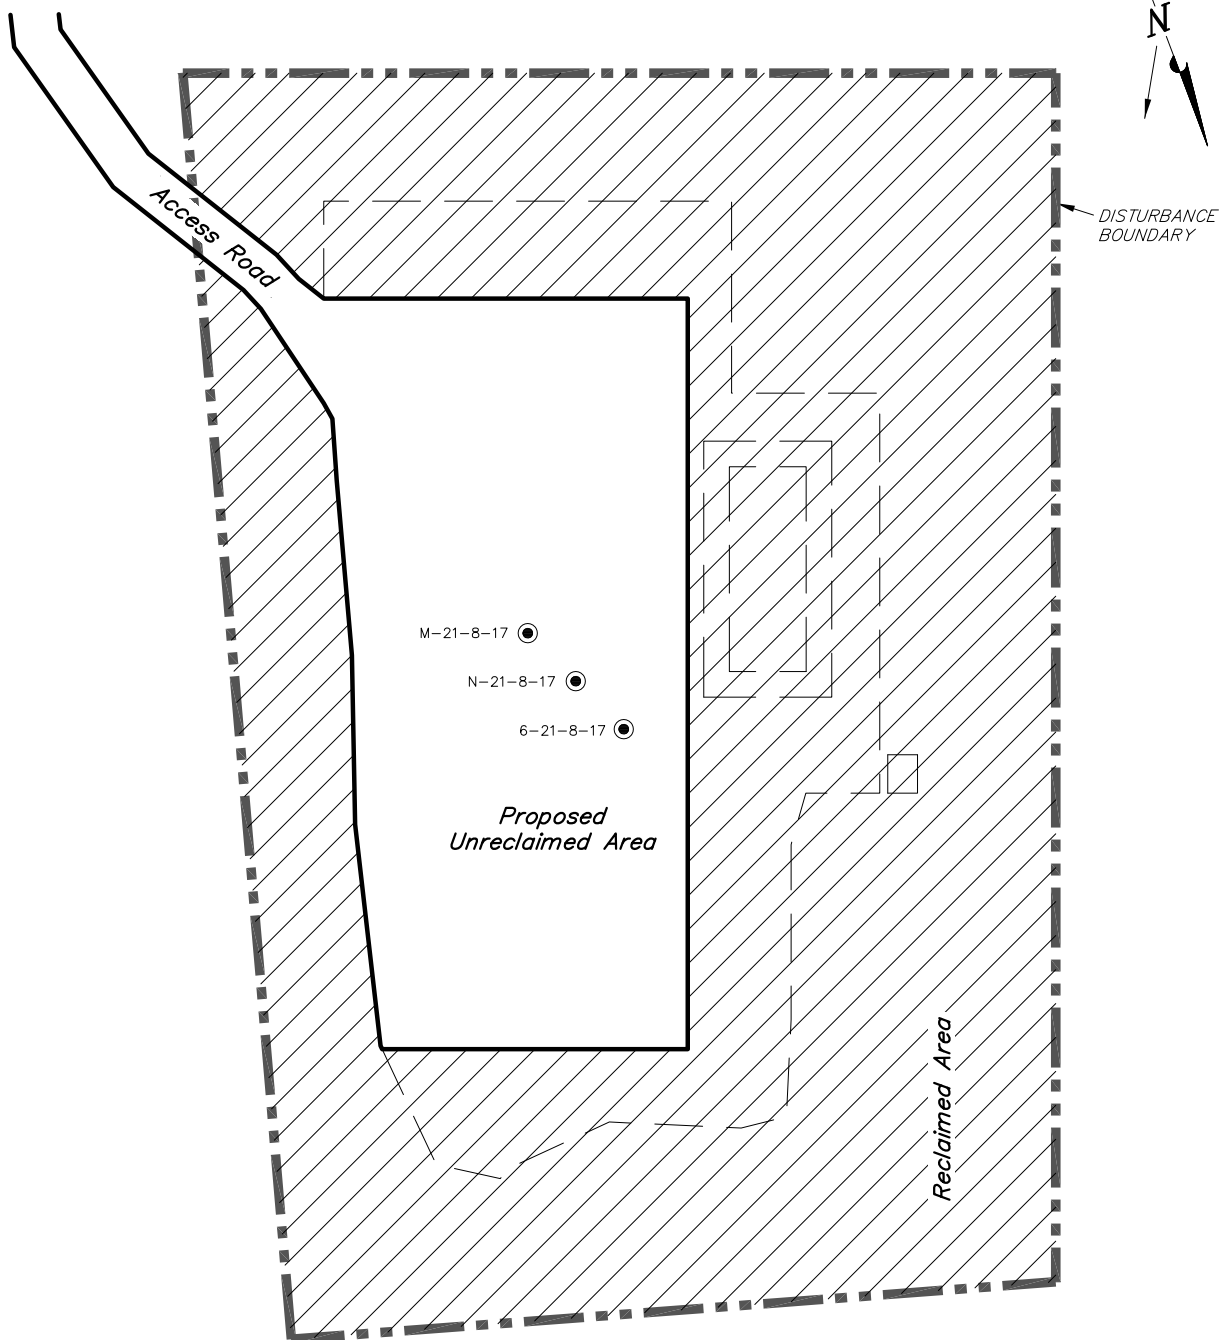 N
DISTURBANCE
BOUNDARY
Access Road
M-21-8-17
N-21-8-17
6-21-8-17
Proposed
Unreclaimed Area
Reclaimed Area